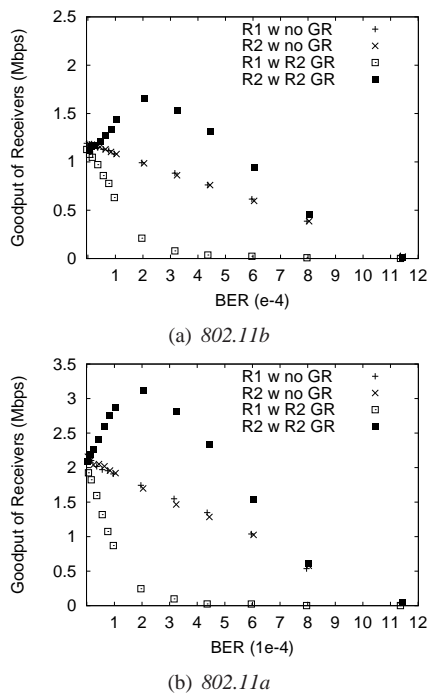 Goodput of Receivers (Mbps)
2.5
2
1.5
1
0.5
0
R1 w no GR
R2 w no GR
R1 w R2 GR
R2 w R2 GR
1 2 3 4 5 6 7 8 9 10 11 12
BER (e-4)
(a) 802.11b
Goodput of Receivers (Mbps)
3.5
3
2.5
2
1.5
1
0.5
0
R1 w no GR
R2 w no GR
R1 w R2 GR
R2 w R2 GR
1 2 3 4 5 6 7 8 9 10 11 12
BER (1e-4)
(b) 802.11a